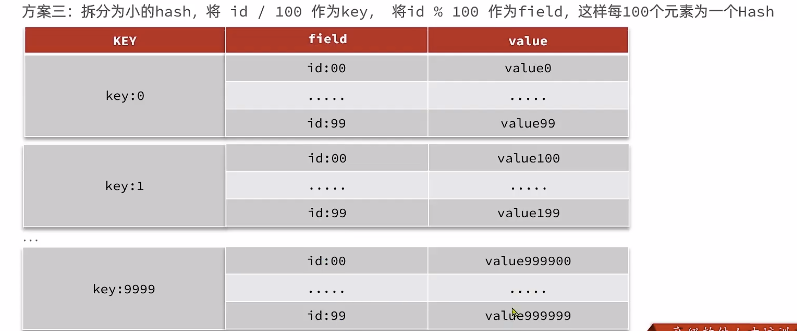 方案三：拆分为小的hash，将 id / 100 作为key， 将id % 100 作为field，这样每100个元素为一个Hash
KEY field value
key:0
id:00 value0
..... .....
id:99 value99
key:1
id:00 value100
..... .....
id:99 value199
...
key:9999
id:00 value999900
..... .....
id:99 value999999